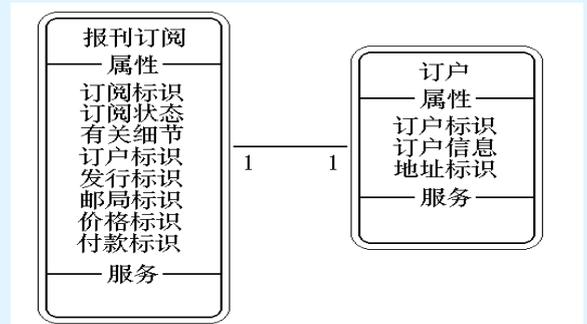 报刊订阅
属性
订阅标识
订阅状态
有关细节
订户标识
发行标识
邮局标识
价格标识
付款标识
服务
1
1
订户
属性
订户标识
订户信息
地址标识
服务